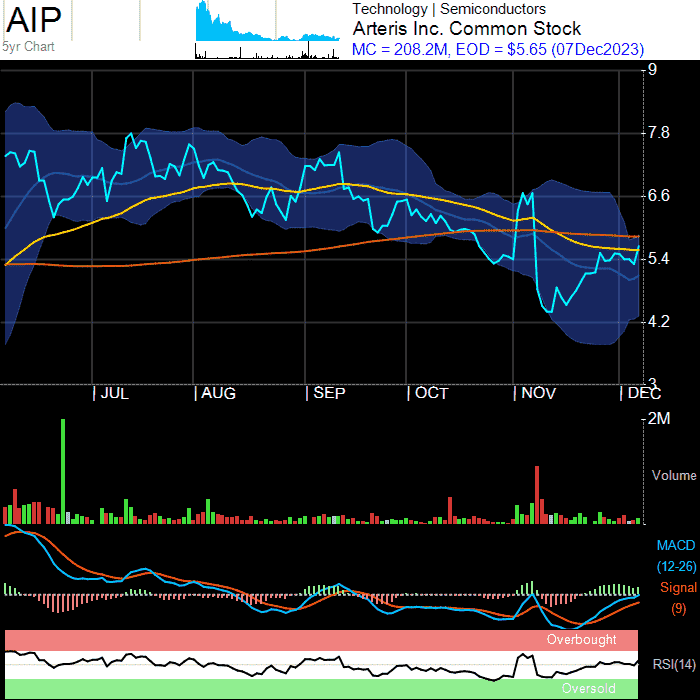 AIP
5yr Chart
Technology | Semiconductors
Arteris Inc. Common Stock
MC = 208.2M, EOD = $5.65 (07Dec2023)
9
7.8
6.6
5.4
4.2
3
JUL
AUG
SEP
OCT
NOV
DEC
2M
Volume
MACD
(12-26)
Signal
(9)
Overbought
RSI(14)
Oversold